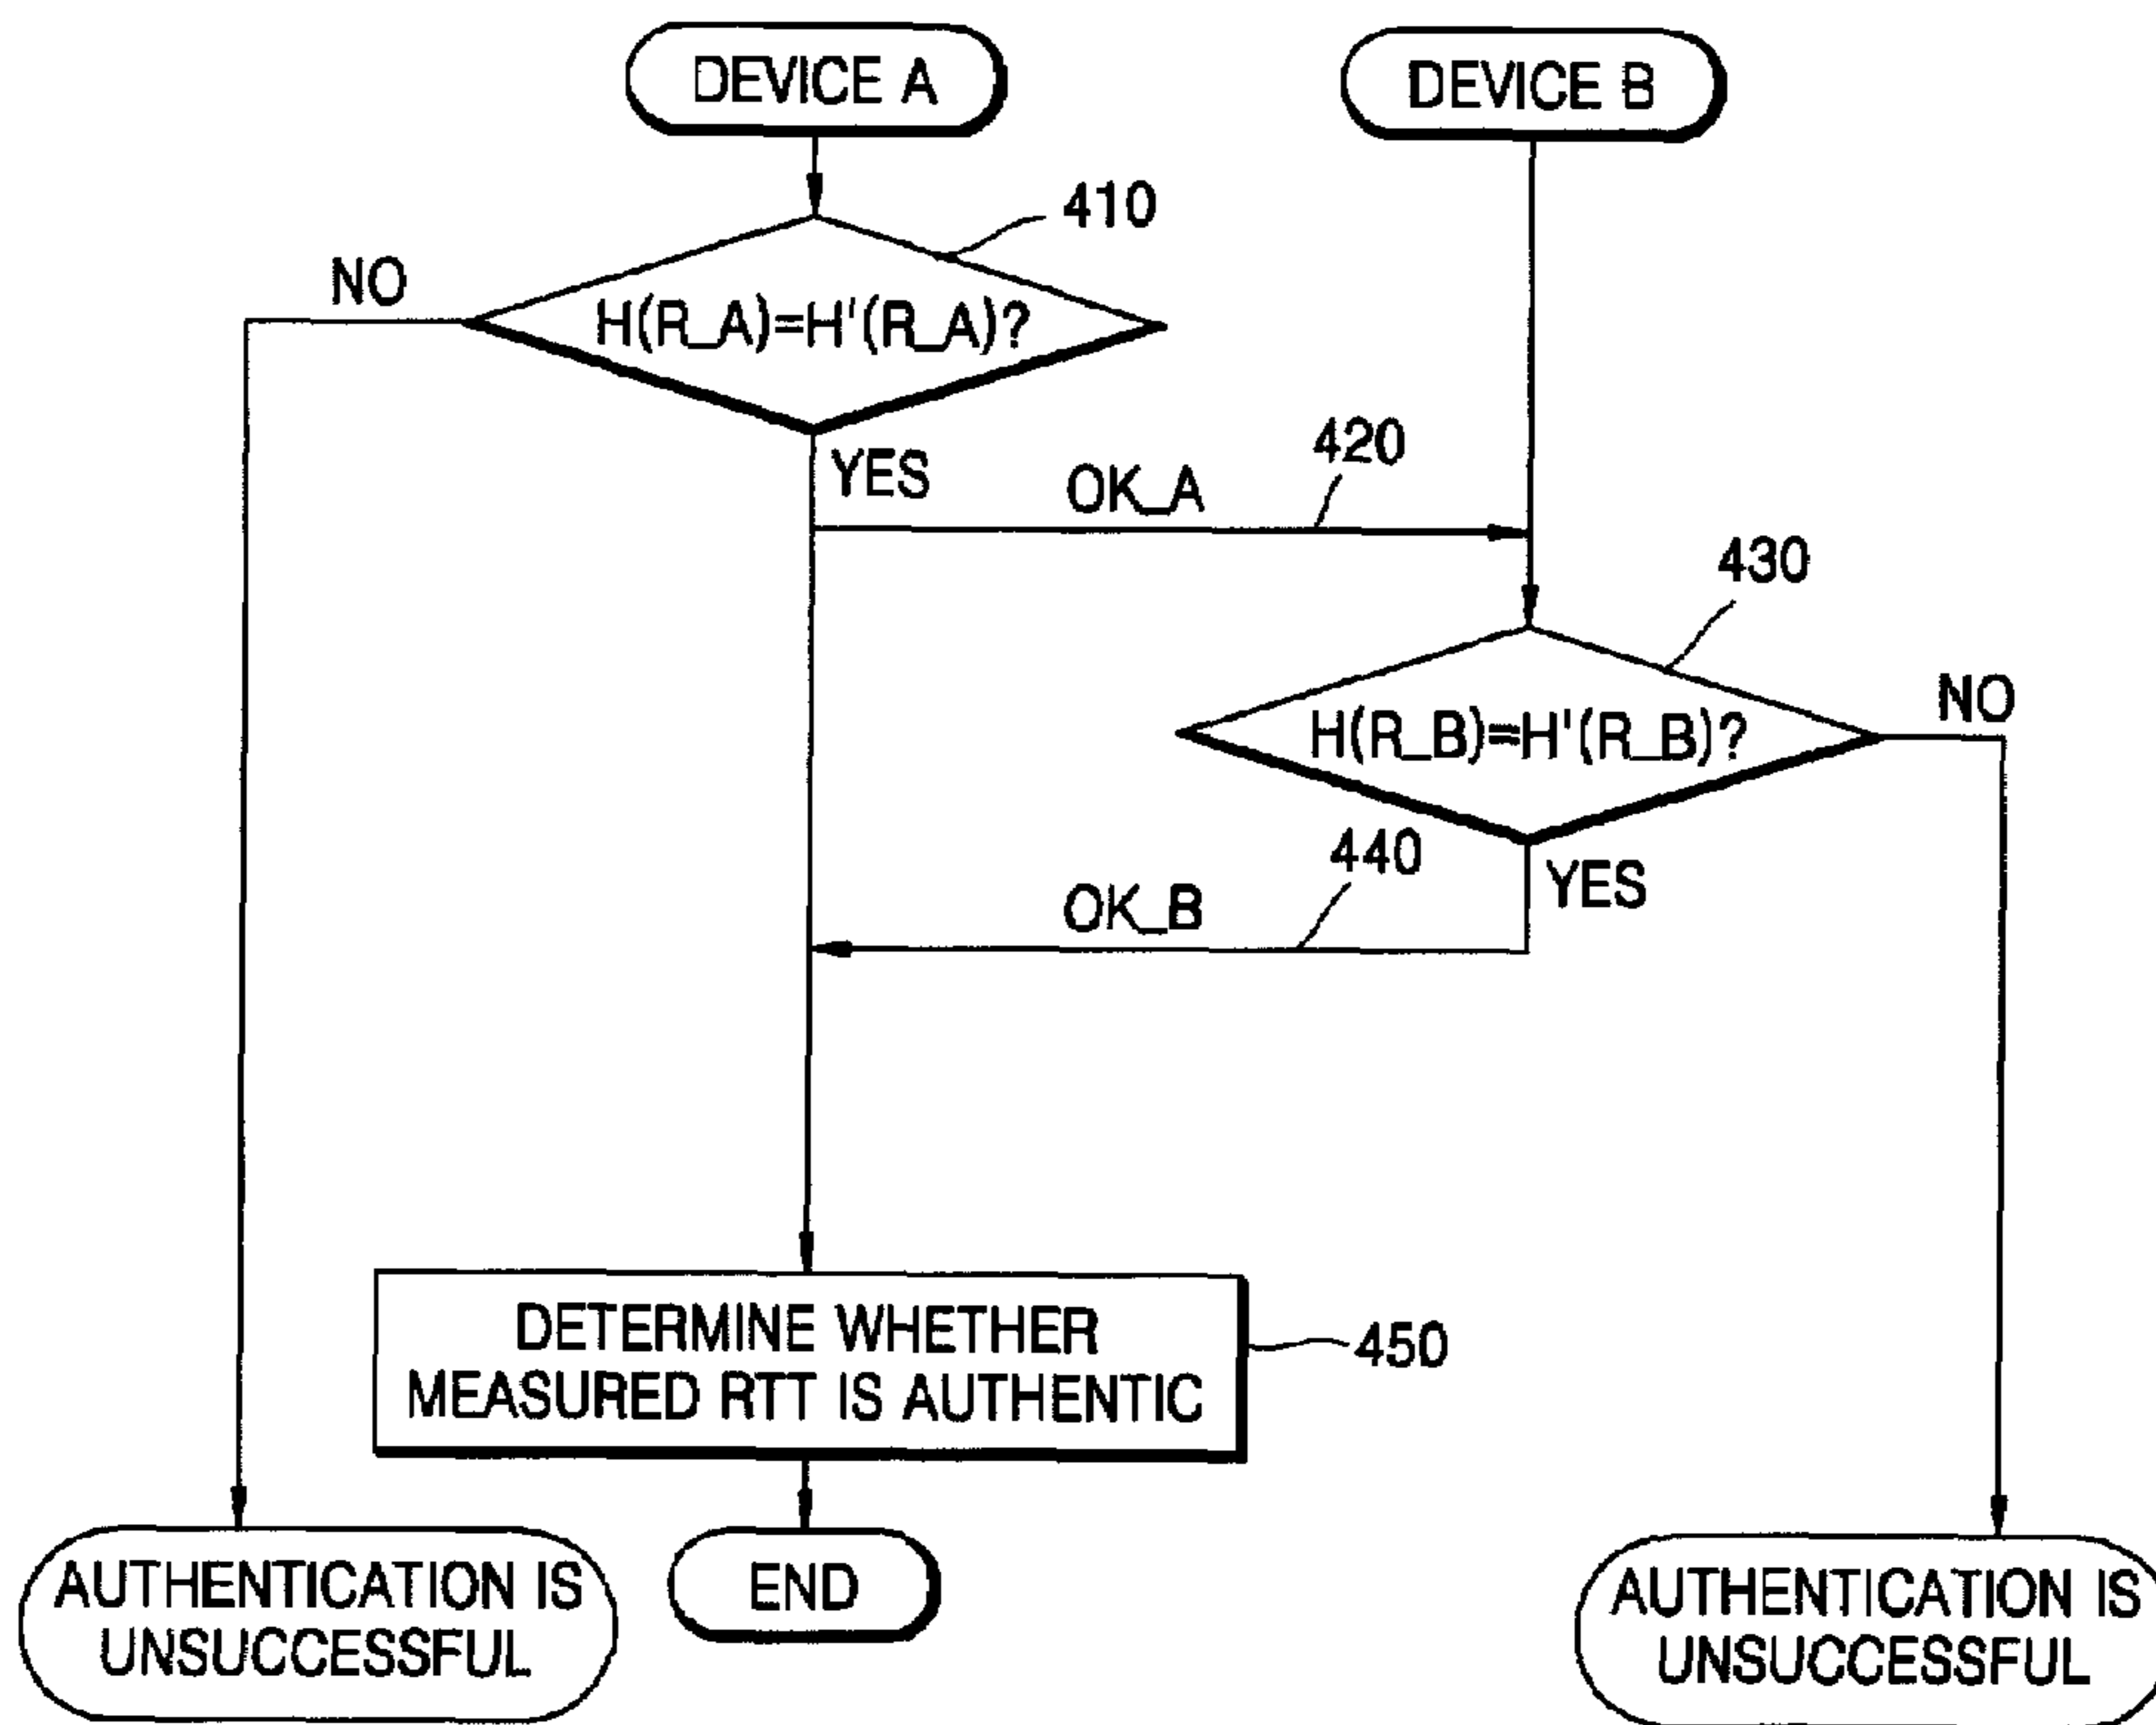 DEVICE A
DEVICE B
410
NO
H(R_A)=H'(R_A)?
YES
OK_A
420
430
H(R_B)=H'(R_B)?
NO
440
YES
OK_B
DETERMINE WHETHER
MEASURED RTT IS AUTHENTIC
450
AUTHENTICATION IS
UNSUCCESSFUL
END
AUTHENTICATION IS
UNSUCCESSFUL